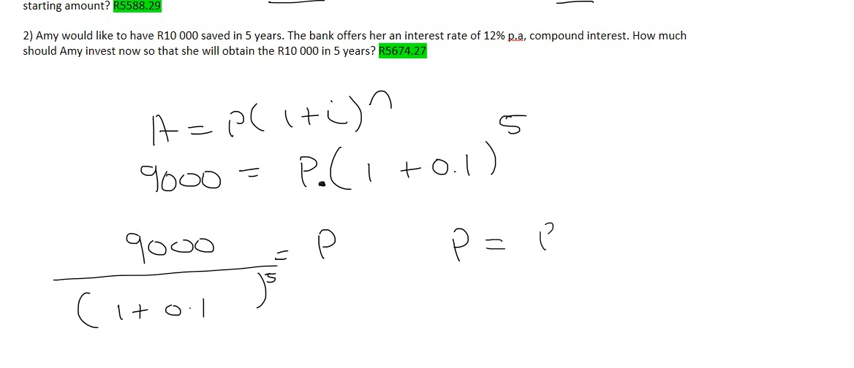 starting amount? R5588.29
2) Amy would like to have R10 000 saved in 5 years. The bank offers her an interest rate of 12% p.a, compound interest. How much
should Amy invest now so that she will obtain the R10 000 in 5 years? R5674.27
A = P(1+i)^n
9000 = P.(1+0.1)^5
9000/(1+0.1)^5 = P
P = P